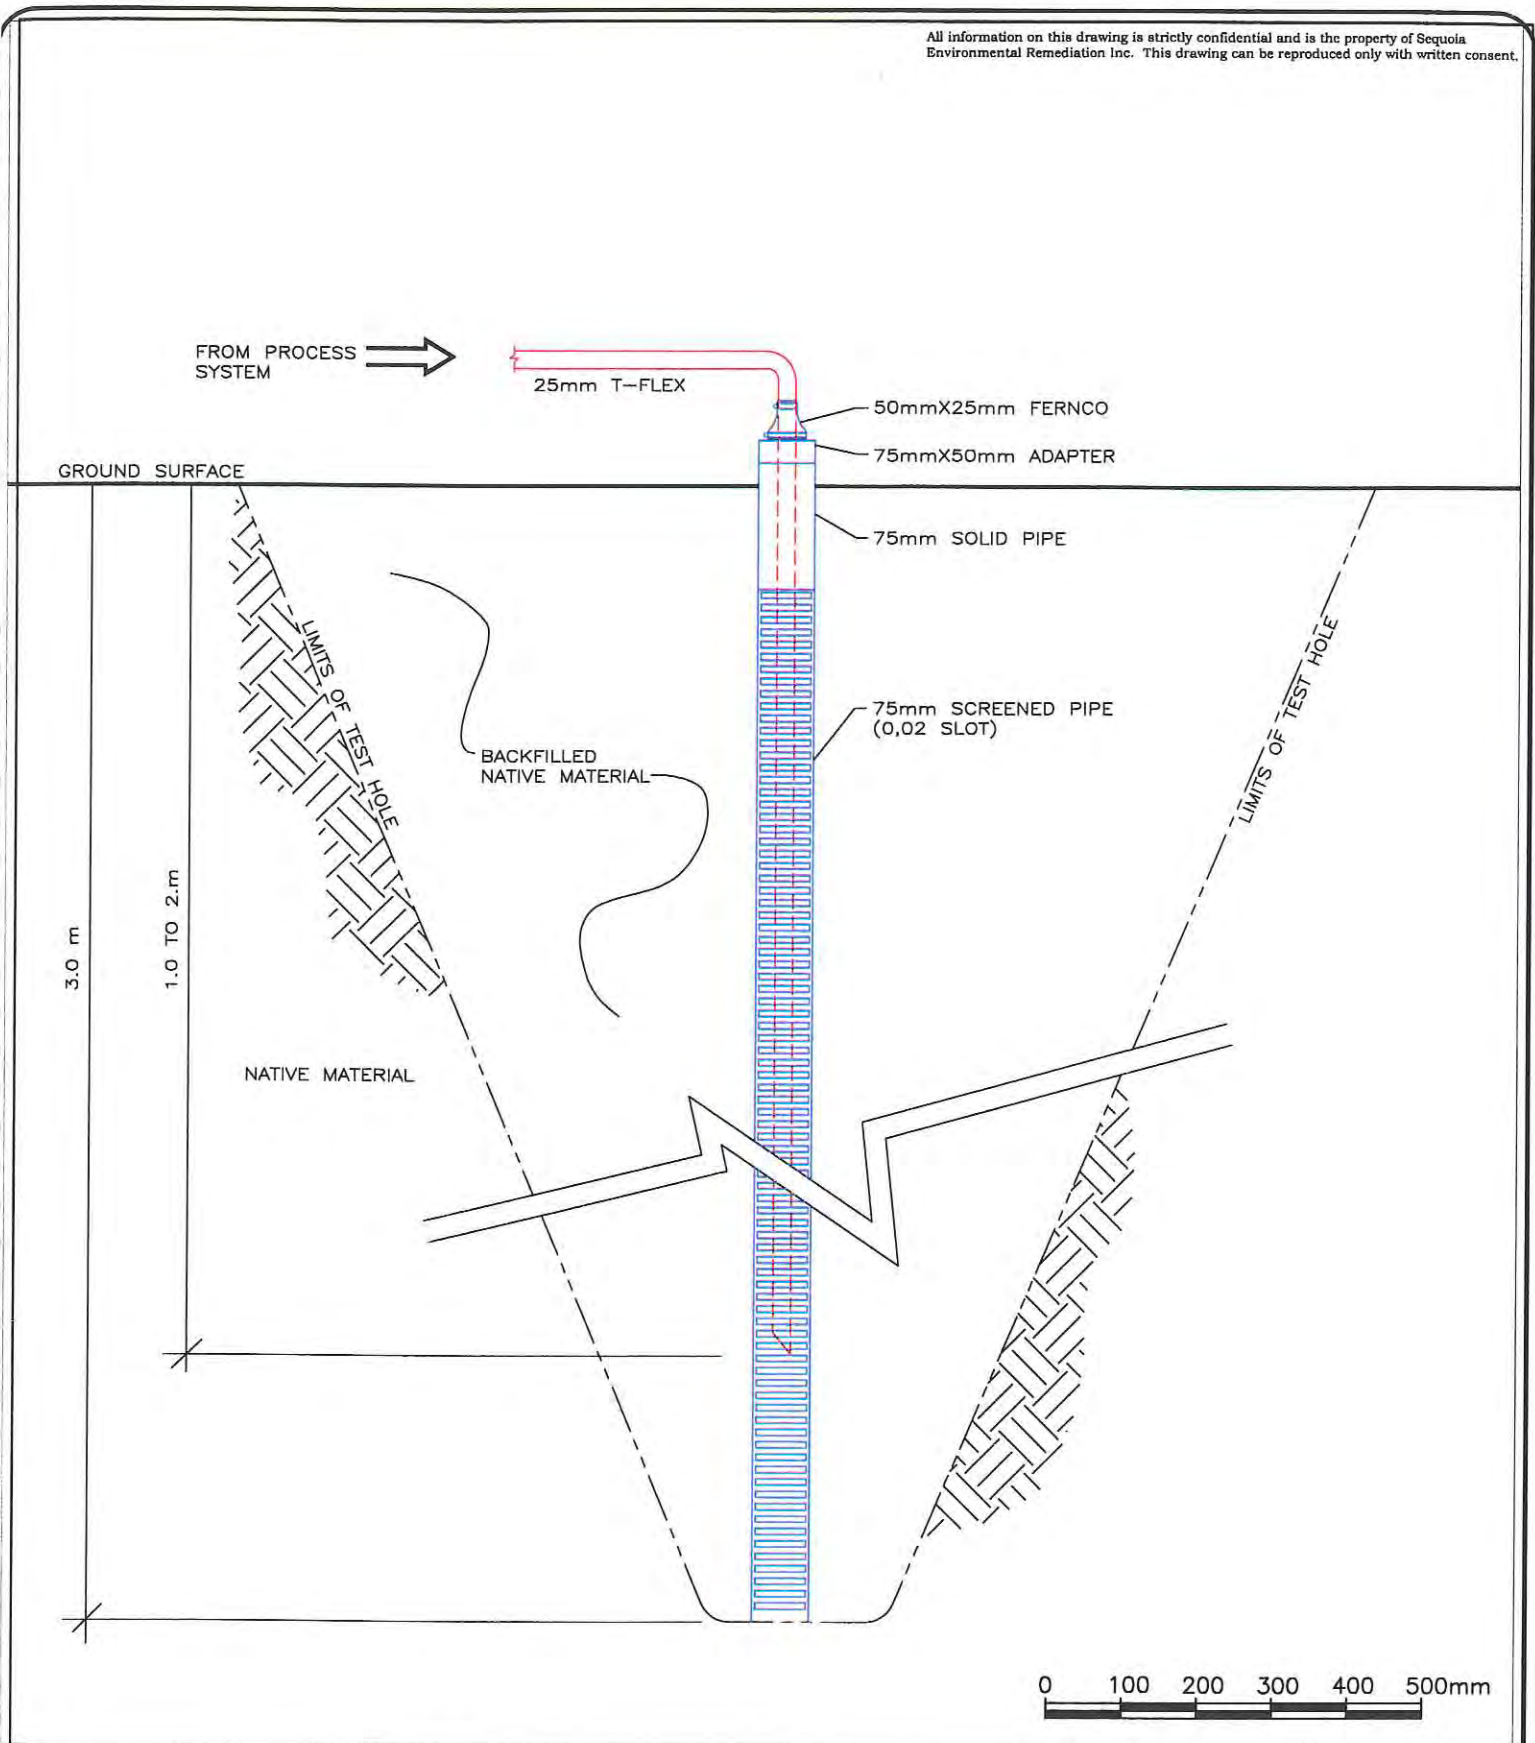 All information on this drawing is strictly confidential and is the property of Sequoia
Environmental Remediation Inc. This drawing can be reproduced only with written consent.
FROM PROCESS
SYSTEM
25mm T-FLEX
50mmX25mm FERNCO
75mmX50mm ADAPTER
GROUND SURFACE
75mm SOLID PIPE
LIMITS OF TEST HOLE
LIMITS OF TEST HOLE
75mm SCREENED PIPE
(0,02 SLOT)
BACKFILLED
NATIVE MATERIAL
3.0 m
1.0 TO 2.m
NATIVE MATERIAL
0 100 200 300 400 500mm